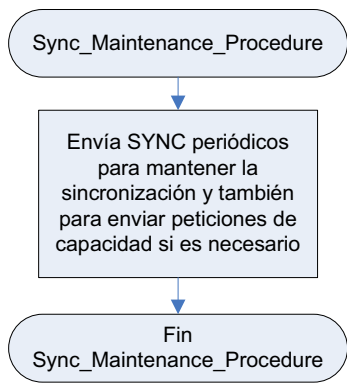 Sync_Maintenance_Procedure
Envía SYNC periódicos
para mantener la
sincronización y también
para enviar peticiones de
capacidad si es necesario
Fin
Sync_Maintenance_Procedure